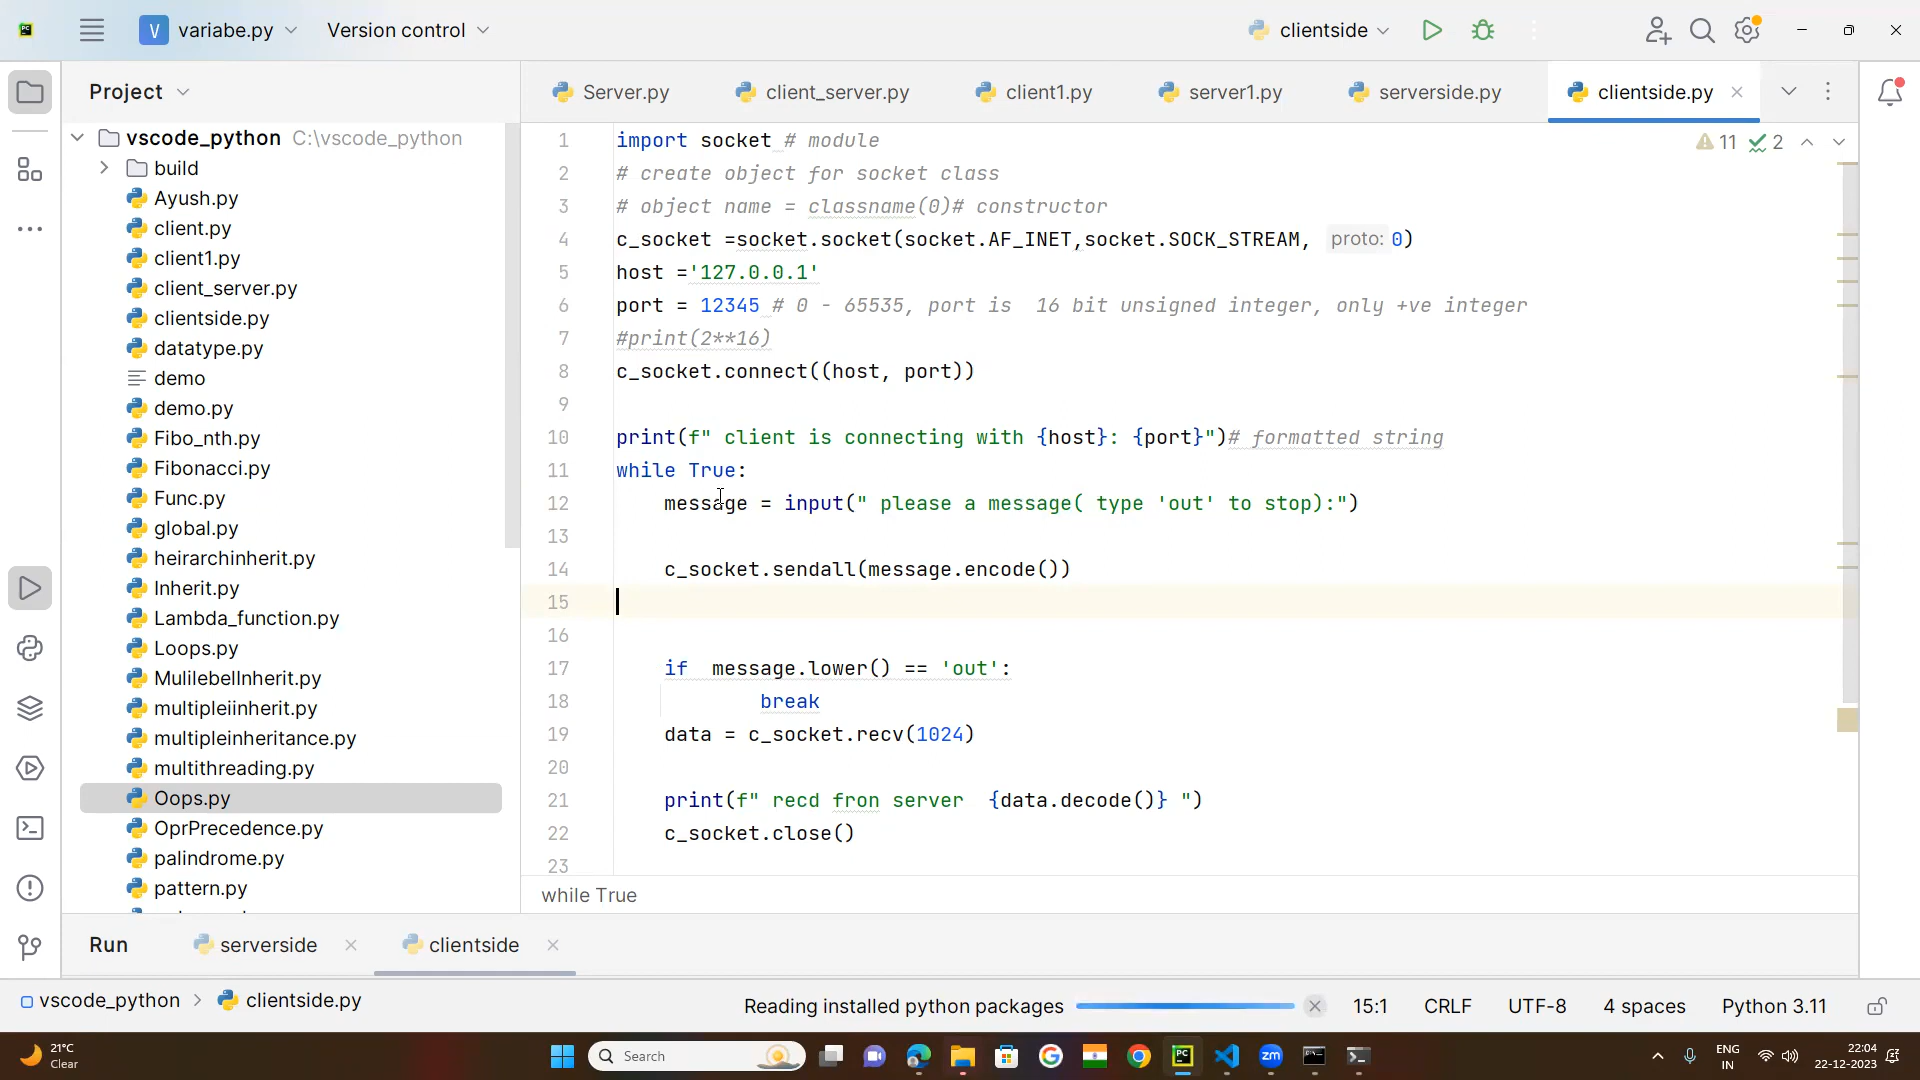 V variabe.py Version control clientside
Project Server.py client_server.py client1.py server1.py serverside.py clientside.py
vscode_python C:\vscode_python
build
Ayush.py
client.py
client1.py
client_server.py
clientside.py
datatype.py
demo
demo.py
Fibo_nth.py
Fibonacci.py
Func.py
global.py
heirarchinherit.py
Inherit.py
Lambda_function.py
Loops.py
MulilebelInherit.py
multipleiinherit.py
multipleinheritance.py
multithreading.py
Oops.py
OprPrecedence.py
palindrome.py
pattern.py
11 2
1 import socket # module
2 # create object for socket class
3 # object name = classname(0)# constructor
4 c_socket =socket.socket(socket.AF_INET,socket.SOCK_STREAM, proto: 0)
5 host ='127.0.0.1'
6 port = 12345 # 0 - 65535, port is  16 bit unsigned integer, only +ve integer
7 #print(2**16)
8 c_socket.connect((host, port))
9
10 print(f" client is connecting with {host}: {port}")# formatted string
11 while True:
12     message = input(" please a message( type 'out' to stop):")
13
14     c_socket.sendall(message.encode())
15
16
17     if  message.lower() == 'out':
18             break
19     data = c_socket.recv(1024)
20
21     print(f" recd fron server  {data.decode()} ")
22     c_socket.close()
23
while True
Run serverside clientside
vscode_python > clientside.py Reading installed python packages 15:1 CRLF UTF-8 4 spaces Python 3.11
21°C
Clear
Search
PC
zm
ENG
IN
22:04
22-12-2023